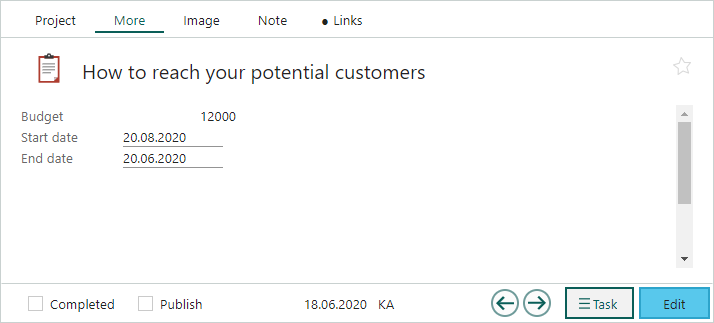 Project More Image Note ● Links
How to reach your potential customers
Budget 12000
Start date 20.08.2020
End date 20.06.2020
Completed Publish 18.06.2020 KA Task Edit